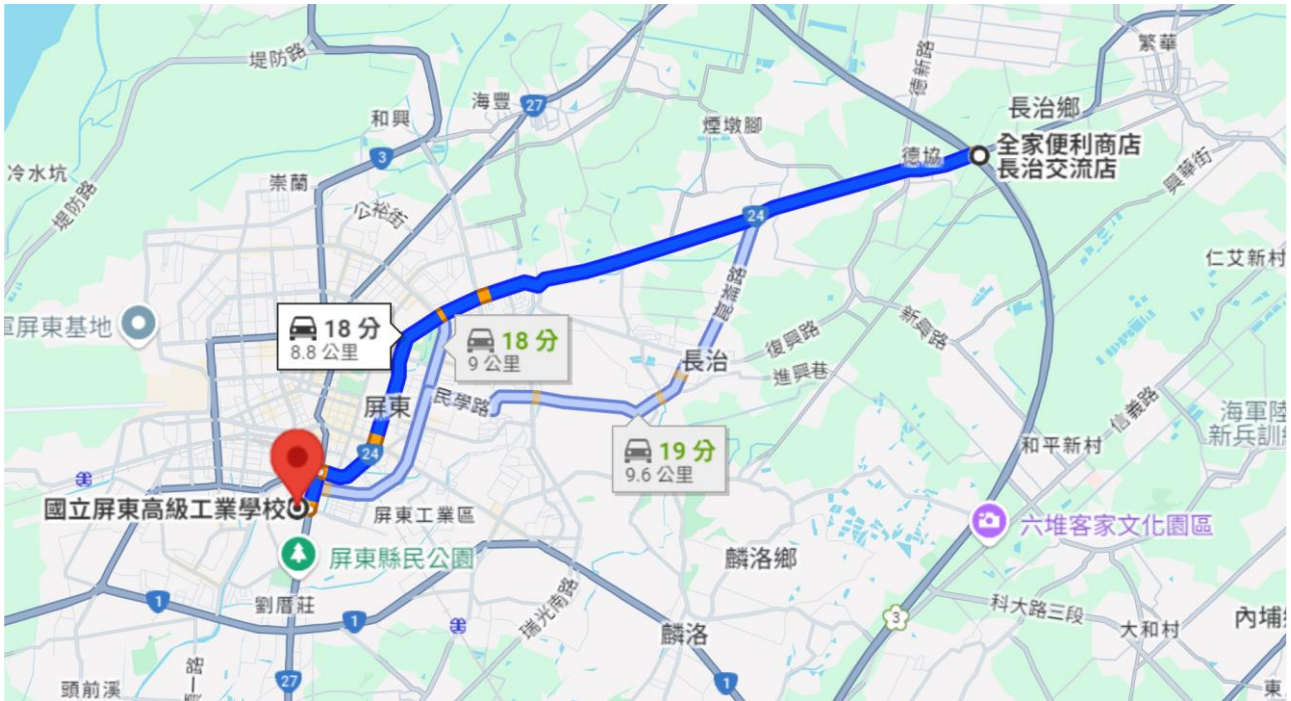 堤防路
海豐
27
和興
3
冷水坑
堤防路
崇蘭
公裕街
煙墩腳
德新路
繁華
長治鄉
德協
全家便利商店
長治交流店
興華街
24
仁艾新村
屏東基地
18 分
8.8 公里
18 分
9 公里
長治
復興路
進興巷
屏東
民學路
信義路
19 分
9.6 公里
和平新村
海軍陸
新兵訓
24
國立屏東高級工業學校
屏東工業區
六堆客家文化園區
屏東縣民公園
麟洛鄉
1
劉厝莊
1
瑞光南路
3
科大路三段
大和村
內埔
麟洛
27
1
頭前溪
東